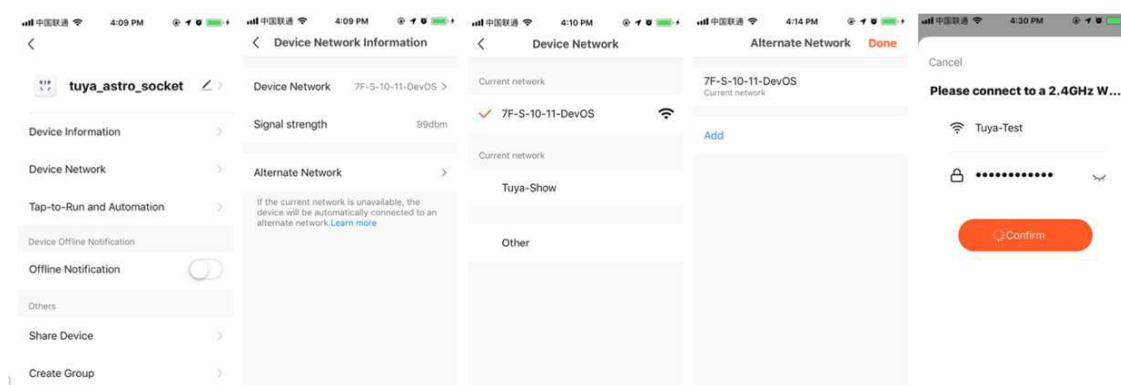 中国联通 4:09 PM
tuya_astro_socket
Device Information
Device Network
Tap-to-Run and Automation
Device Offline Notification
Offline Notification
Others
Share Device
Create Group
中国联通 4:09 PM
Device Network Information
Device Network 7F-S-10-11-DevOS
Signal strength 99dbm
Alternate Network
If the current network is unavailable, the
device will be automatically connected to an
alternate network.Learn more
中国联通 4:10 PM
Device Network
Current network
7F-S-10-11-DevOS
Current network
Tuya-Show
Other
中国联通 4:14 PM
Alternate Network Done
7F-S-10-11-DevOS
Current network
Add
中国联通 4:30 PM
Cancel
Please connect to a 2.4GHz W...
Tuya-Test
••••••••••••
Confirm